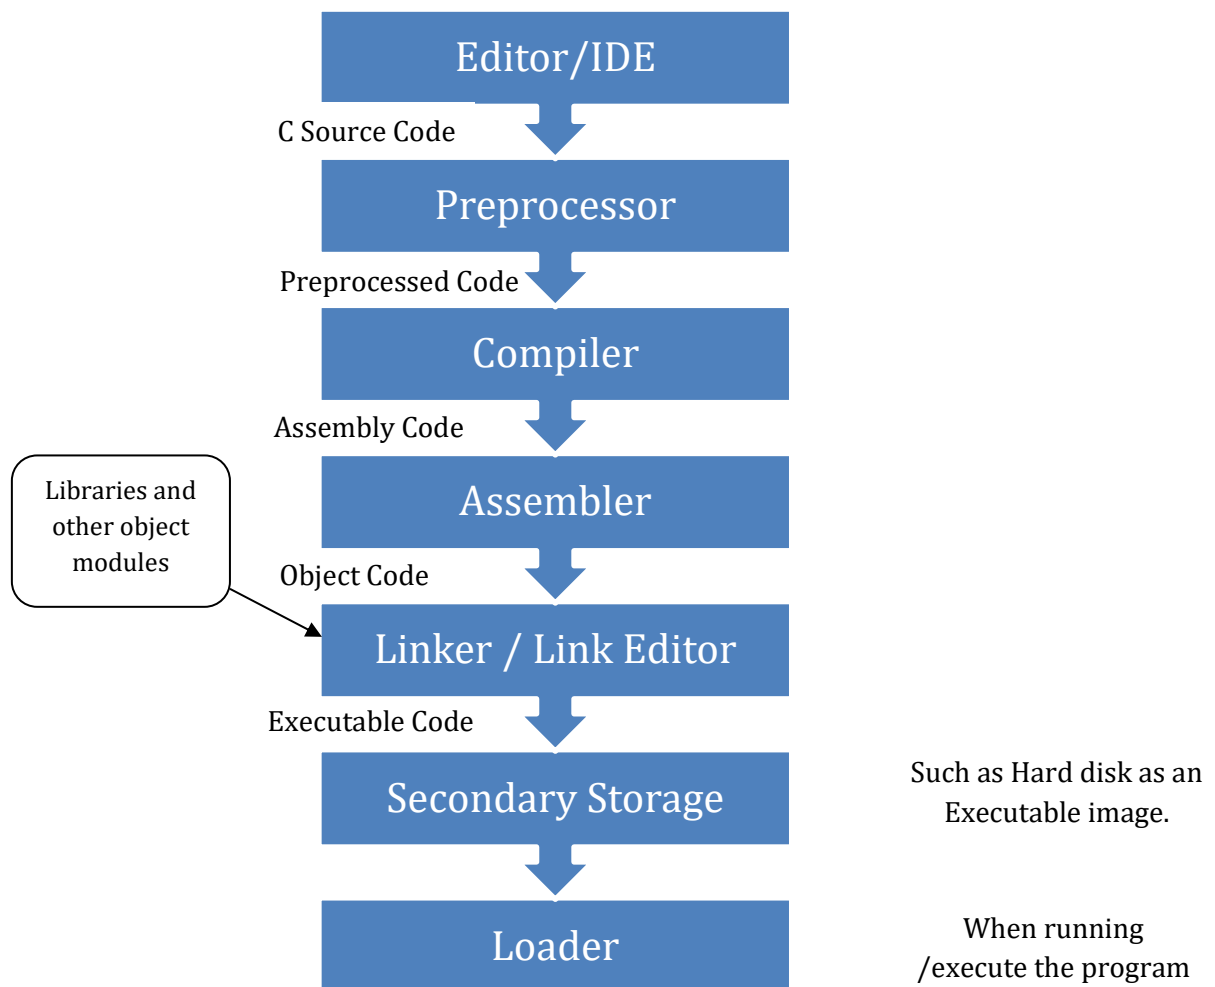 Editor/IDE
C Source Code
Preprocessor
Preprocessed Code
Compiler
Assembly Code
Assembler
Libraries and
other object
modules
Object Code
Linker / Link Editor
Executable Code
Secondary Storage
Such as Hard disk as an
Executable image.
Loader
When running
/execute the program